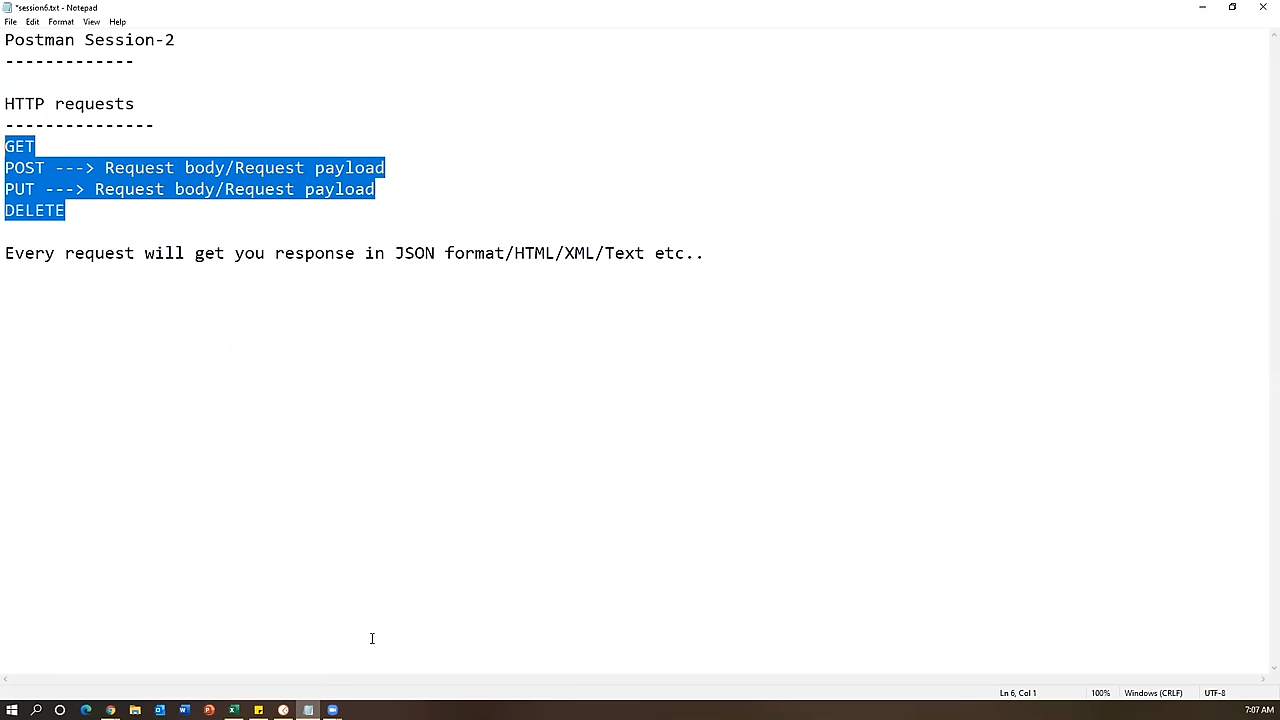 *session6.txt - Notepad
File Edit Format View Help
Postman Session-2
-------------
HTTP requests
---------------
GET
POST ---> Request body/Request payload
PUT ---> Request body/Request payload
DELETE
Every request will get you response in JSON format/HTML/XML/Text etc..
Ln 6, Col 1 100% Windows (CRLF) UTF-8
7:07 AM